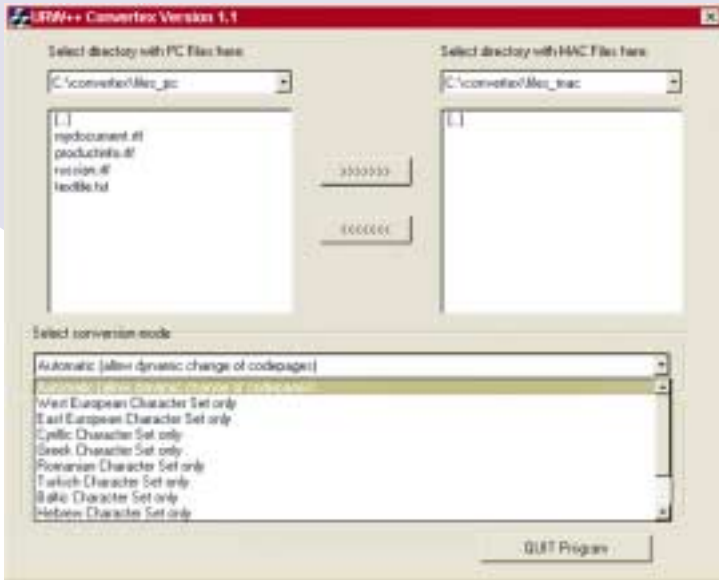 URW++ Convertex Version 1.1
Select directory with PC Files here:
Select directory with MAC Files here:
C:\convertex\files_pc
C:\convertex\files_mac
[..]
mydocument.rtf
productinfo.rtf
russian.rtf
textfile.txt
[..]
>>>>>>>
<<<<<<<
Select conversion mode
Automatic (allow dynamic change of codepages)
Automatic (allow dynamic change of codepages)
West European Character Set only
East European Character Set only
Cyrillic Character Set only
Greek Character Set only
Romanian Character Set only
Turkish Character Set only
Baltic Character Set only
Hebrew Character Set only
QUIT Program